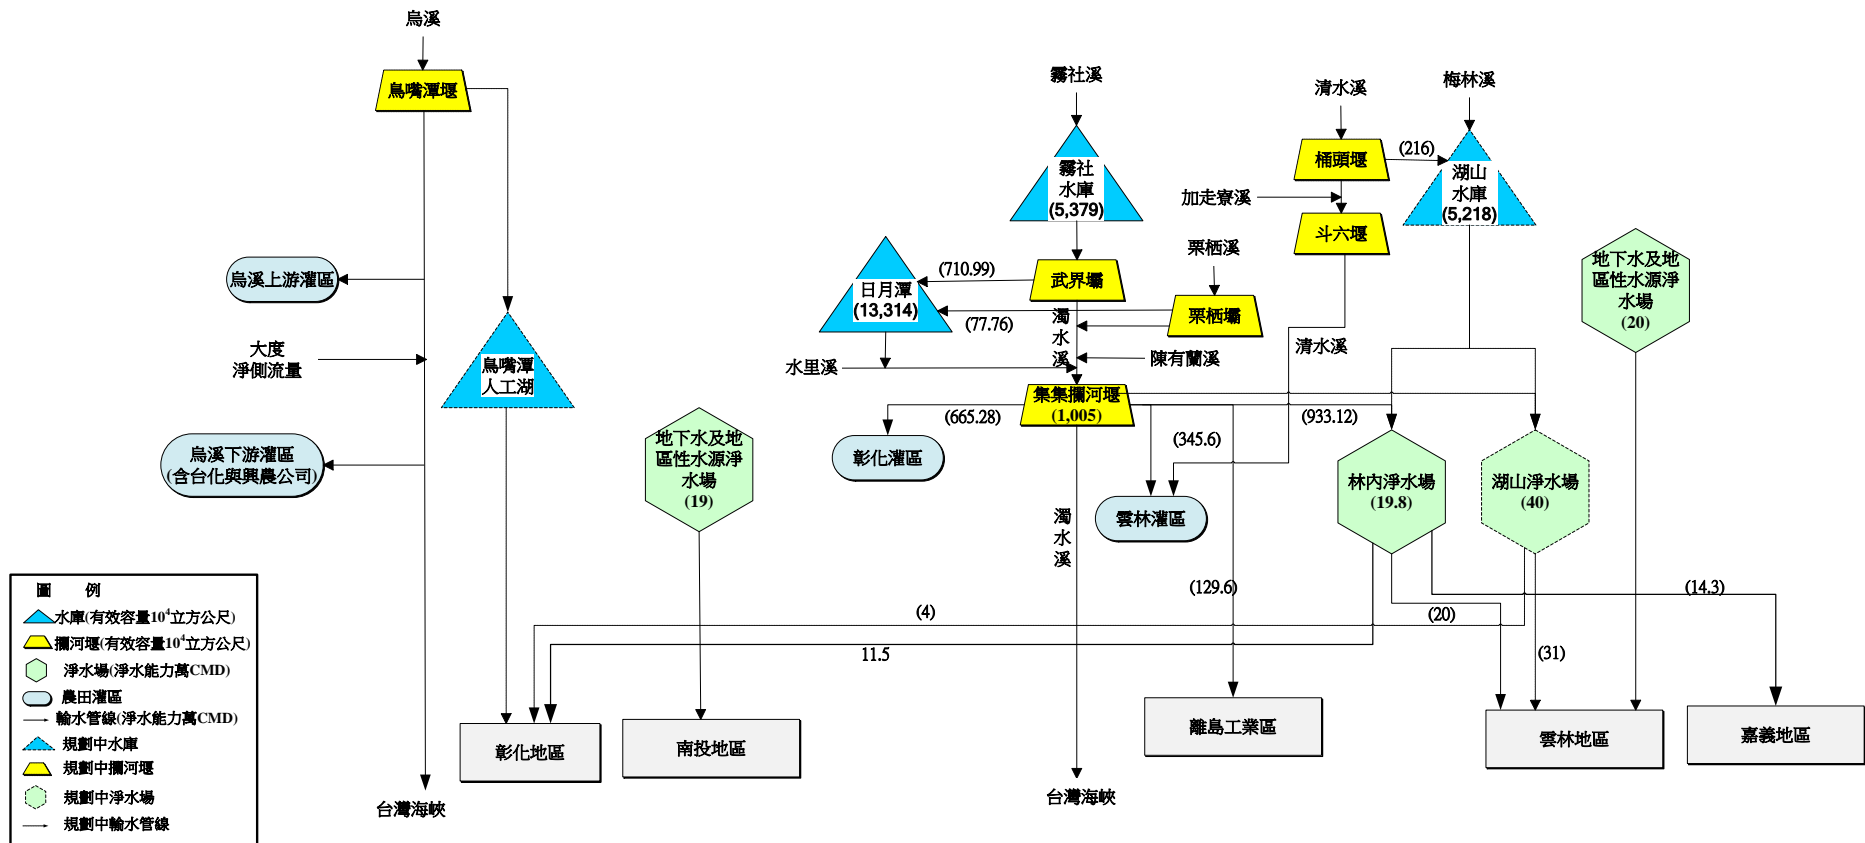 烏溪
鳥嘴潭堰
霧社溪
清水溪
梅林溪
桶頭堰
(216)
霧社
水庫
(5,379)
湖山
水庫
(5,218)
加走寮溪
斗六堰
栗栖溪
烏溪上游灌區
(710.99)
武界壩
日月潭
(13,314)
(77.76)
栗栖壩
濁
水
溪
地下水及地
區性水源淨
水場
(20)
大度
淨側流量
鳥嘴潭
人工湖
水里溪
陳有蘭溪
清水溪
集集攔河堰
(1,005)
(665.28)
(933.12)
(345.6)
地下水及地
區性水源淨
水場
(19)
彰化灌區
烏溪下游灌區
(含台化與興農公司)
林內淨水場
(19.8)
湖山淨水場
(40)
雲林灌區
濁
水
溪
(129.6)
(14.3)
(4)
(20)
11.5
(31)
圖 例
水庫(有效容量10⁴立方公尺)
攔河堰(有效容量10⁴立方公尺)
淨水場(淨水能力萬CMD)
農田灌區
輸水管線(淨水能力萬CMD)
規劃中水庫
規劃中攔河堰
規劃中淨水場
規劃中輸水管線
彰化地區
南投地區
離島工業區
雲林地區
嘉義地區
台灣海峽
台灣海峽